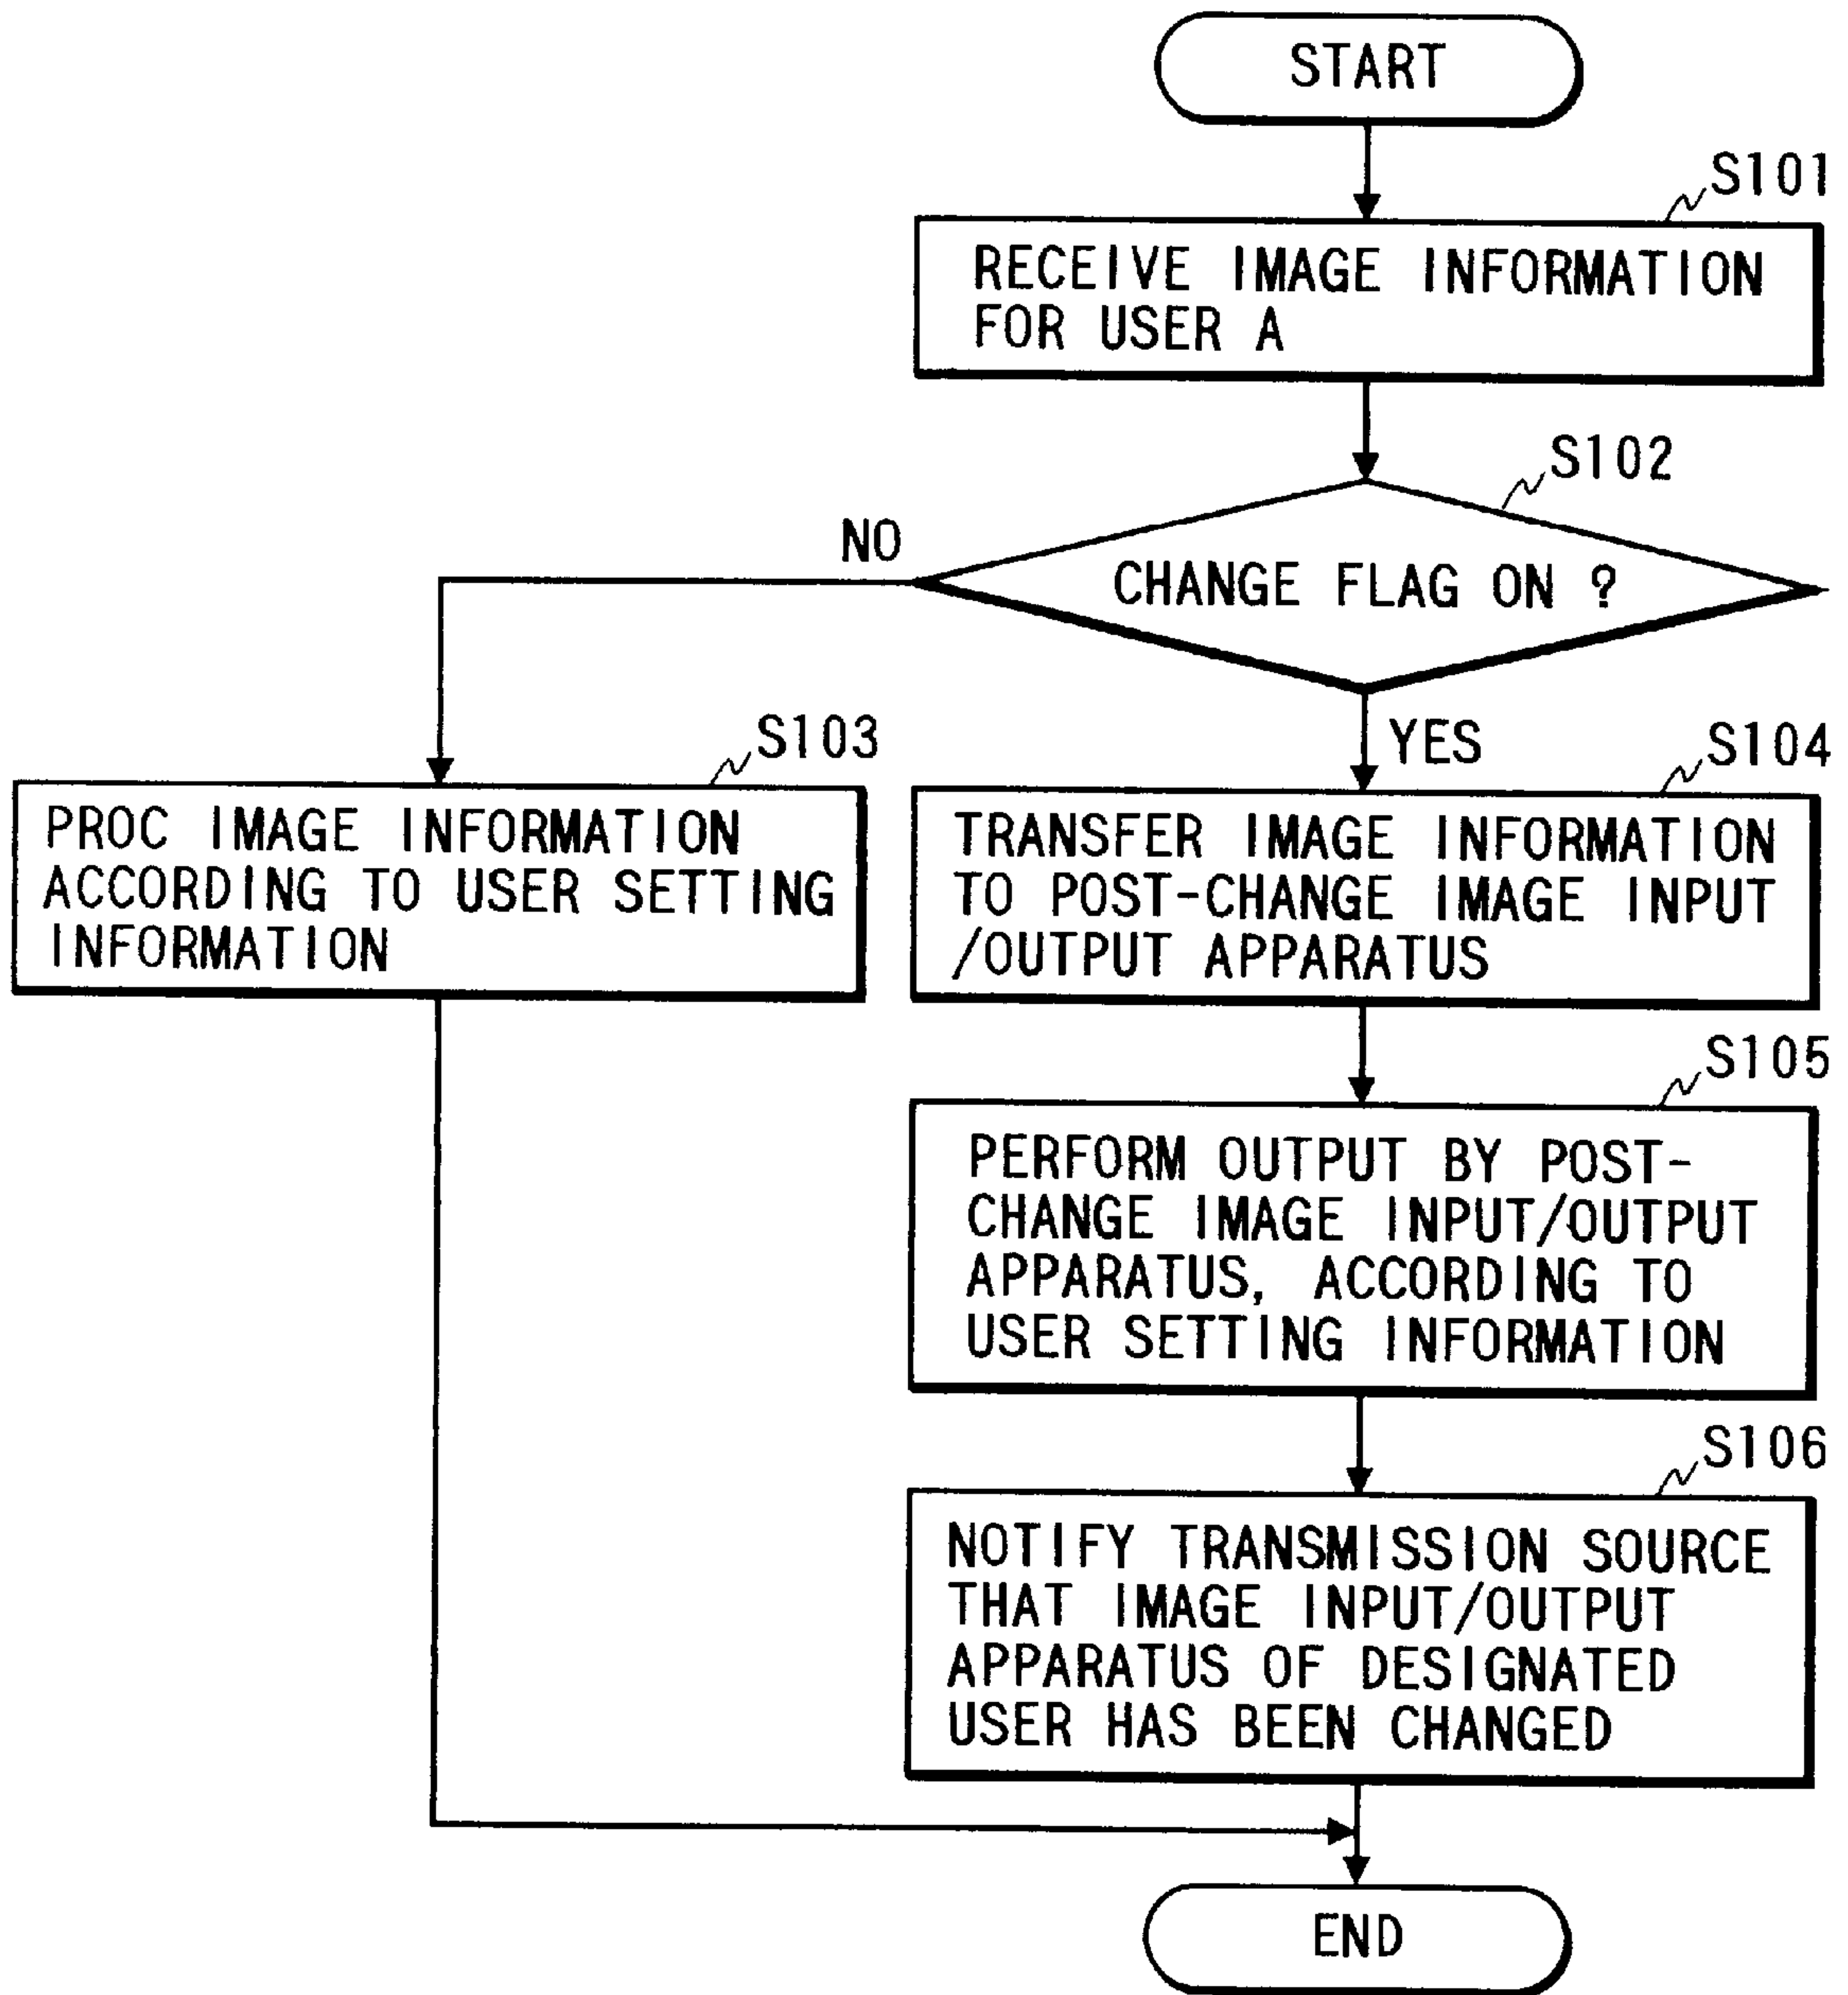 START
S101
RECEIVE IMAGE INFORMATION
FOR USER A
S102
NO
CHANGE FLAG ON ?
YES
S103
PROC IMAGE INFORMATION
ACCORDING TO USER SETTING
INFORMATION
S104
TRANSFER IMAGE INFORMATION
TO POST-CHANGE IMAGE INPUT
/OUTPUT APPARATUS
S105
PERFORM OUTPUT BY POST-
CHANGE IMAGE INPUT/OUTPUT
APPARATUS, ACCORDING TO
USER SETTING INFORMATION
S106
NOTIFY TRANSMISSION SOURCE
THAT IMAGE INPUT/OUTPUT
APPARATUS OF DESIGNATED
USER HAS BEEN CHANGED
END